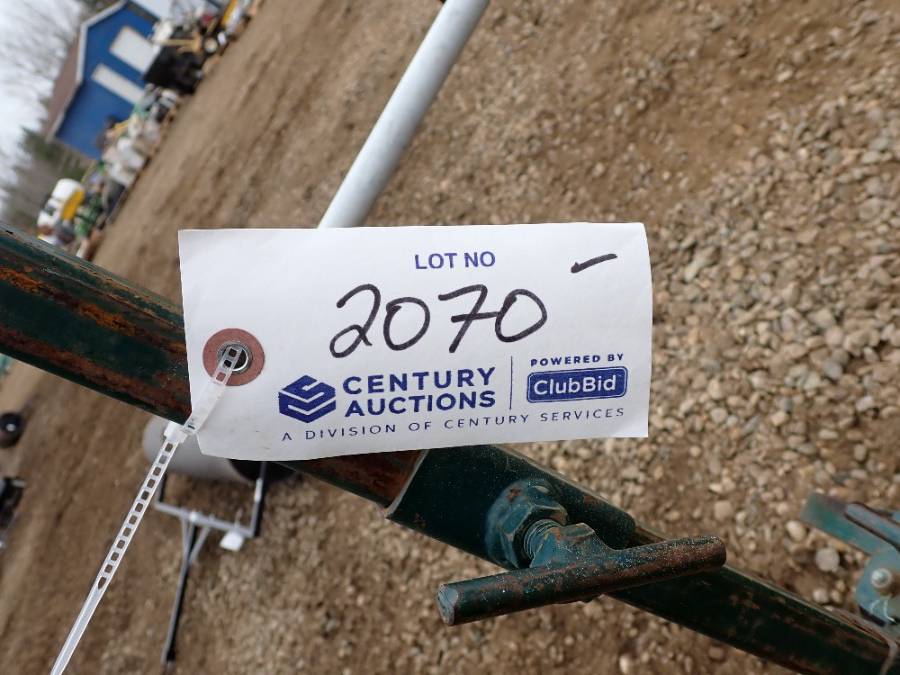 LOT NO
2070
CENTURY AUCTIONS
POWERED BY
ClubBid
A DIVISION OF CENTURY SERVICES